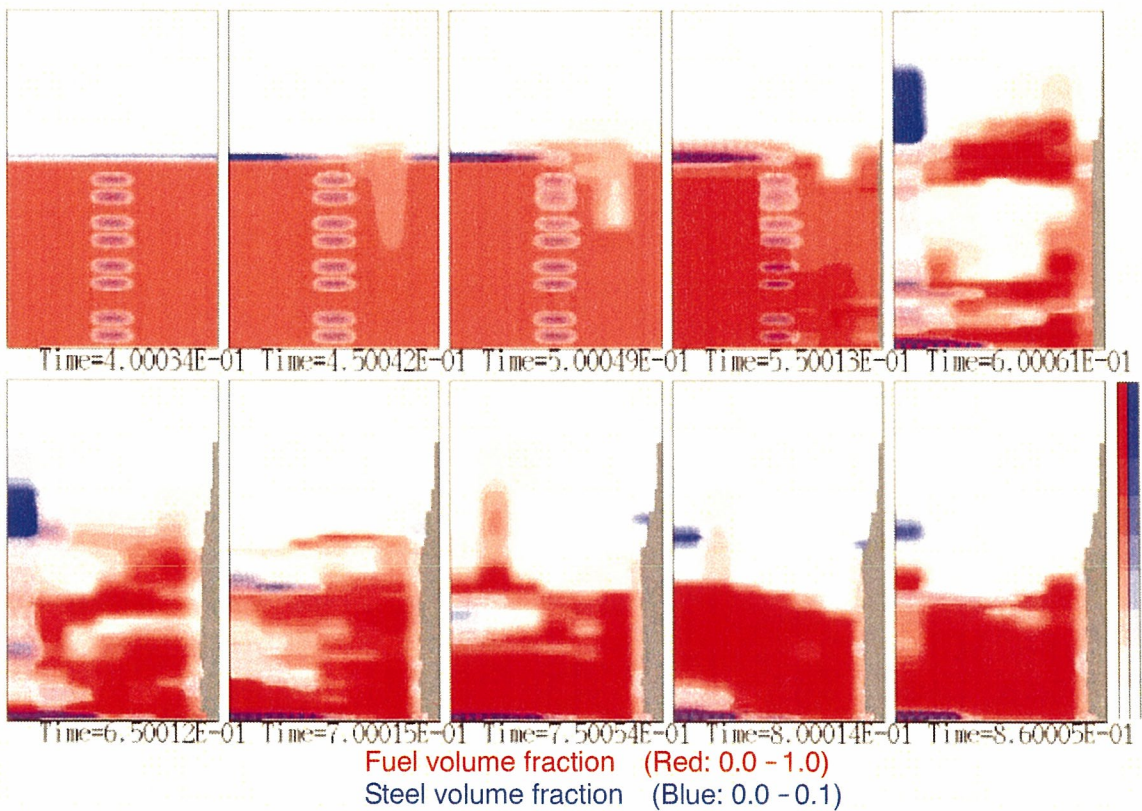 Time=4.00034E-01 Time=4.50042E-01 Time=5.00049E-01 Time=5.50013E-01 Time=6.00061E-01
Time=6.50012E-01 Time=7.00015E-01 Time=7.50054E-01 Time=8.00014E-01 Time=8.60005E-01
Fuel volume fraction (Red: 0.0 - 1.0)
Steel volume fraction (Blue: 0.0 - 0.1)